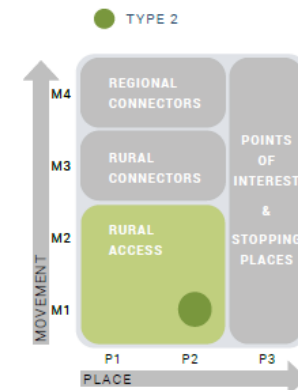 TYPE 2
M4
REGIONAL
CONNECTORS
M3
RURAL
CONNECTORS
M2
RURAL
ACCESS
M1
POINTS
OF
INTEREST
&
STOPPING
PLACES
MOVEMENT
P1
P2
P3
PLACE